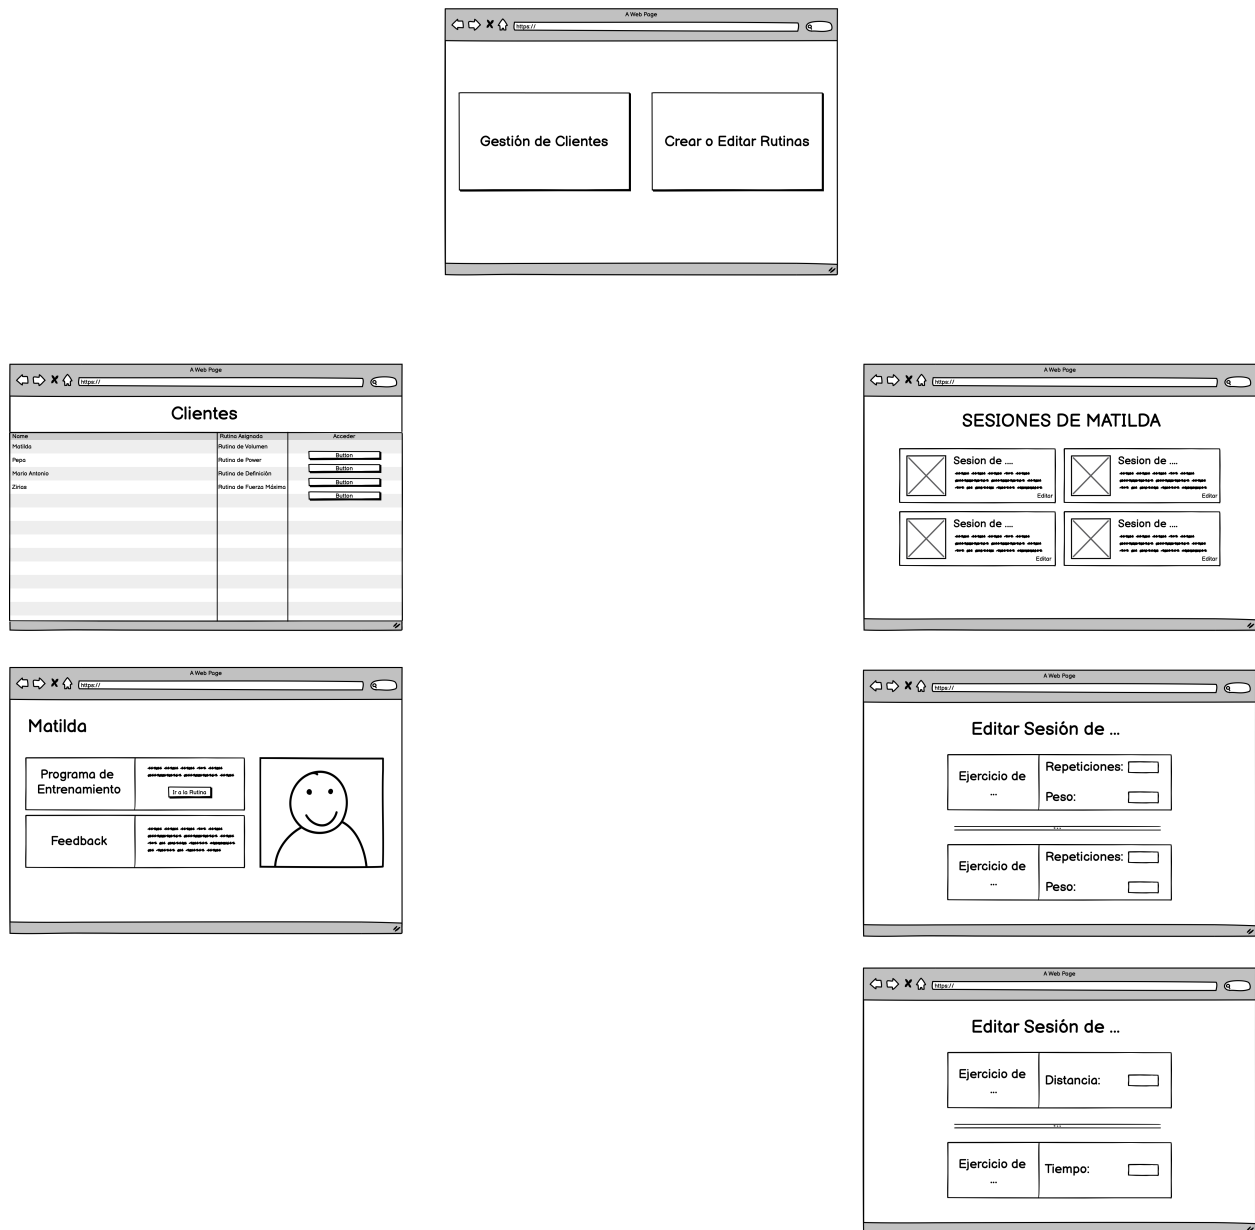 A Web Page
https://
Gestión de Clientes
Crear o Editar Rutinas
A Web Page
https://
Clientes
Name Rutina Asignada Acceder
Matilda Rutina de Volumen
Button
Pepa Rutina de Power
Button
Mario Antonio Rutina de Definición
Button
Rutina de Fuerza Máxima
Button
A Web Page
https://
Matilda
Programa de
Entrenamiento
Ir a la Rutina
Feedback
A Web Page
https://
SESIONES DE MATILDA
Sesion de ....
Editar
Sesion de ....
Editar
Sesion de ....
Editar
Sesion de ....
Editar
A Web Page
https://
Editar Sesión de ...
Ejercicio de
...
Repeticiones:
Peso:
Ejercicio de
...
Repeticiones:
Peso:
A Web Page
https://
Editar Sesión de ...
Ejercicio de
...
Distancia:
Ejercicio de
...
Tiempo: